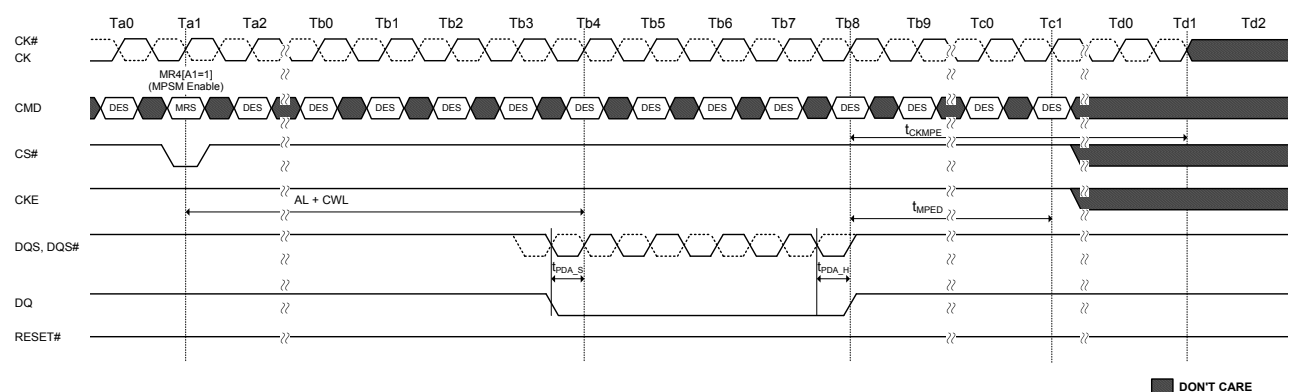 Ta0 Ta1 Ta2 Tb0 Tb1 Tb2 Tb3 Tb4 Tb5 Tb6 Tb7 Tb8 Tb9 Tc0 Tc1 Td0 Td1 Td2
CK#
CK
MR4[A1=1]
(MPSM Enable)
CMD DES MRS DES DES DES DES DES DES DES DES DES DES DES DES DES
tCKMPE
CS#
CKE
AL + CWL
tMPED
DQS, DQS#
tPDA_S tPDA_H
DQ
RESET#
DON'T CARE